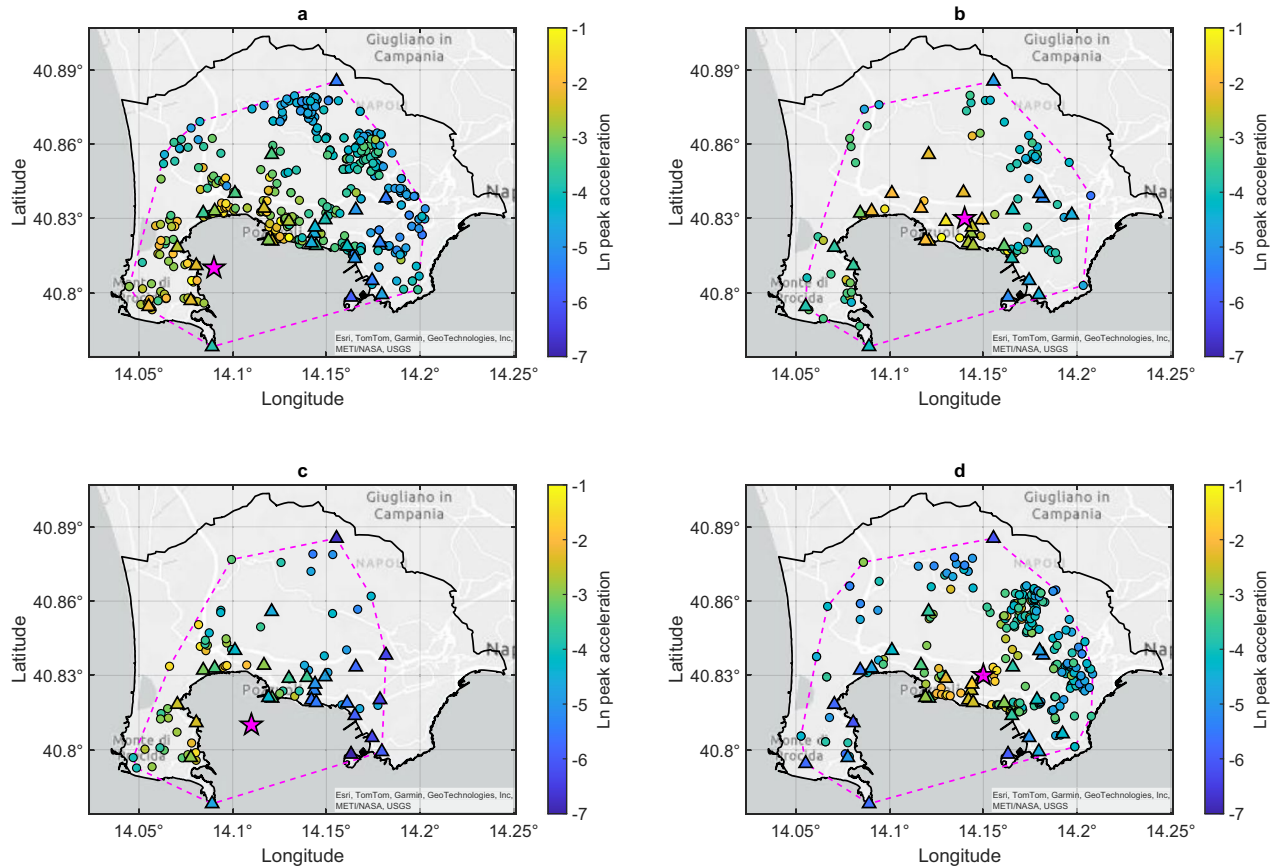 a
Giugliano in
Campania
NAPOLI
40.89°
40.86°
40.83°
40.8°
Latitude
Monte di
Procida
Nap
Esri, TomTom, Garmin, GeoTechnologies, Inc,
METI/NASA, USGS
14.05° 14.1° 14.15° 14.2° 14.25°
Longitude
-1
-2
-3
-4
-5
-6
-7
Ln peak acceleration
b
Giugliano in
Campania
NAPOLI
40.89°
40.86°
40.83°
40.8°
Latitude
Pozzuoli
Monte di
Procida
Nap
Esri, TomTom, Garmin, GeoTechnologies, Inc,
METI/NASA, USGS
14.05° 14.1° 14.15° 14.2° 14.25°
Longitude
-1
-2
-3
-4
-5
-6
-7
Ln peak acceleration
c
Giugliano in
Campania
NAPOLI
40.89°
40.86°
40.83°
40.8°
Latitude
Monte di
Procida
Nap
Esri, TomTom, Garmin, GeoTechnologies, Inc,
METI/NASA, USGS
14.05° 14.1° 14.15° 14.2° 14.25°
Longitude
-1
-2
-3
-4
-5
-6
-7
Ln peak acceleration
d
Giugliano in
Campania
NAPOLI
40.89°
40.86°
40.83°
40.8°
Latitude
Monte di
Procida
Nap
Esri, TomTom, Garmin, GeoTechnologies, Inc,
METI/NASA, USGS
14.05° 14.1° 14.15° 14.2° 14.25°
Longitude
-1
-2
-3
-4
-5
-6
-7
Ln peak acceleration